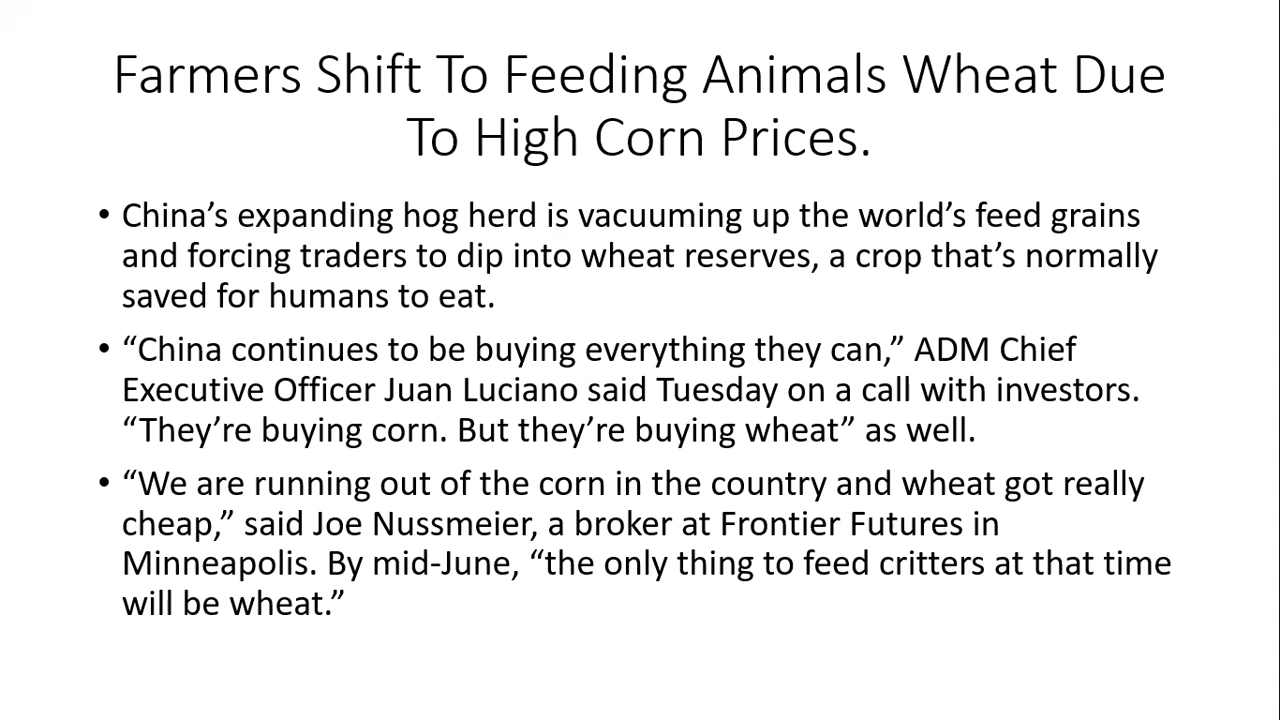 Farmers Shift To Feeding Animals Wheat Due
To High Corn Prices.
• China’s expanding hog herd is vacuuming up the world’s feed grains
and forcing traders to dip into wheat reserves, a crop that’s normally
saved for humans to eat.
• “China continues to be buying everything they can,” ADM Chief
Executive Officer Juan Luciano said Tuesday on a call with investors.
“They’re buying corn. But they’re buying wheat” as well.
• “We are running out of the corn in the country and wheat got really
cheap,” said Joe Nussmeier, a broker at Frontier Futures in
Minneapolis. By mid-June, “the only thing to feed critters at that time
will be wheat.”